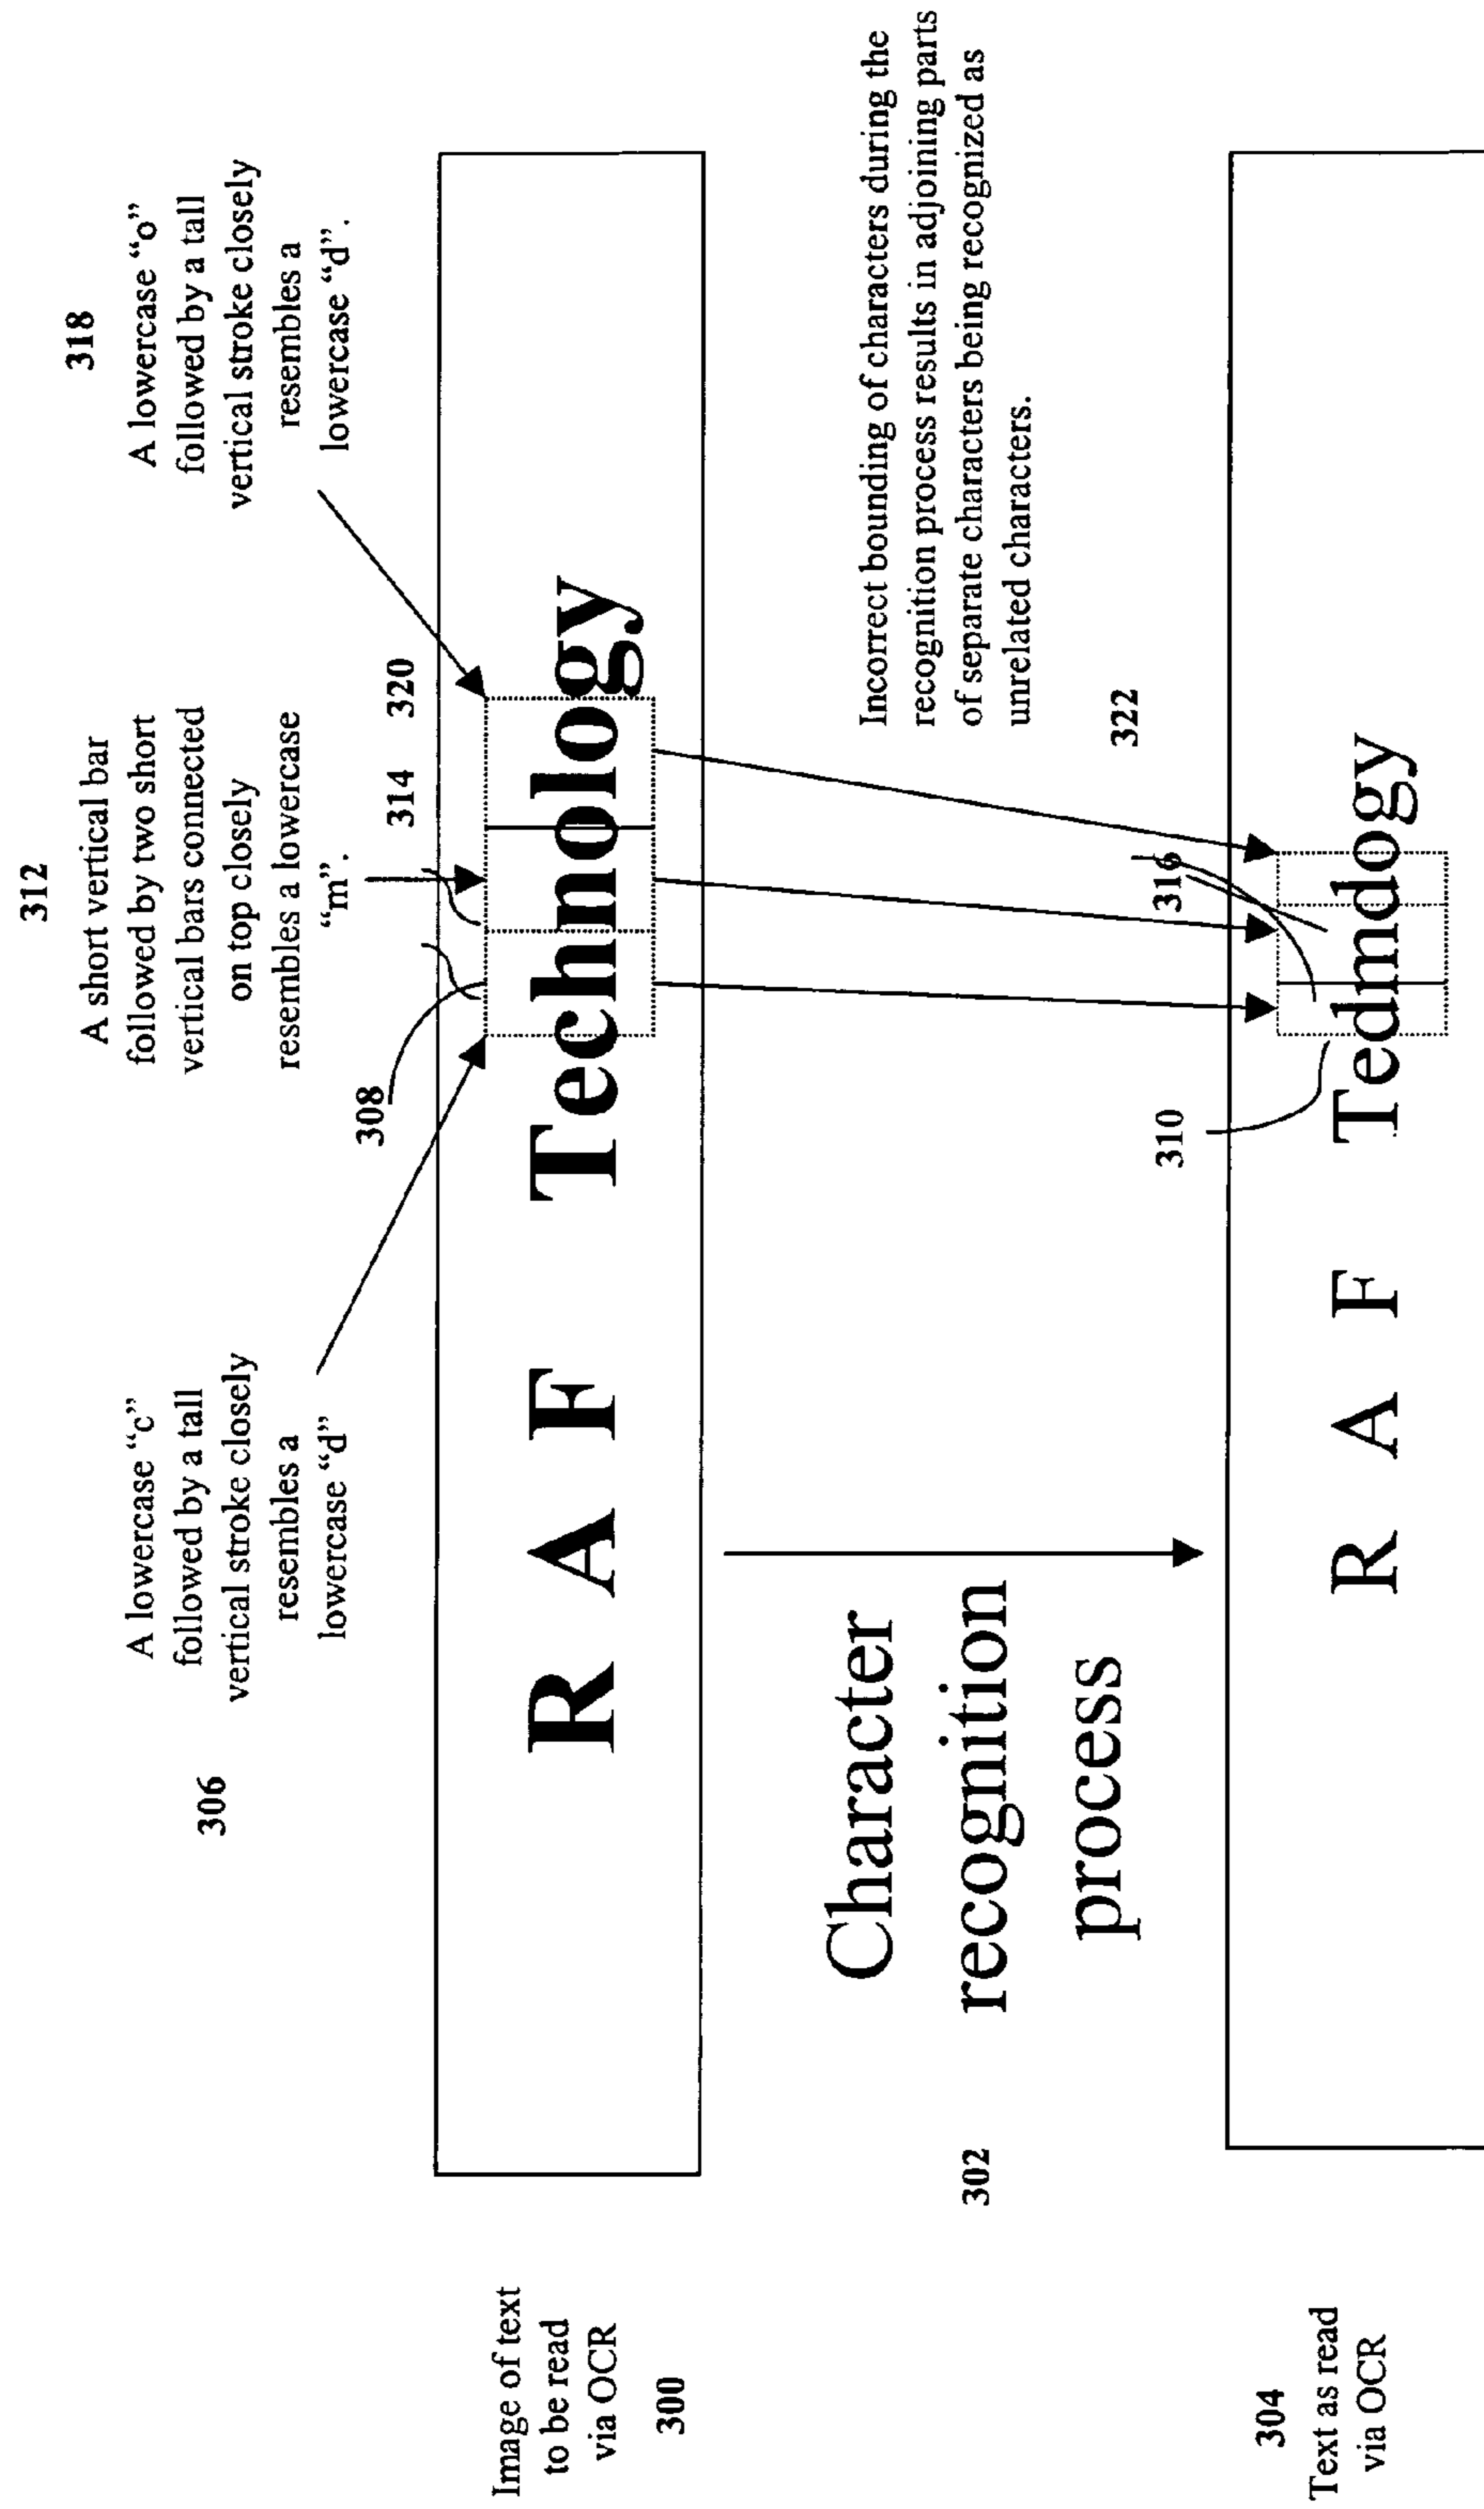 312
A short vertical bar
followed by two short
vertical bars connected
on top closely
resembles a lowercase
“m”.
318
A lowercase “o”
followed by a tall
vertical stroke closely
resembles a
lowercase “d”.
306
A lowercase “c”
followed by a tall
vertical stroke closely
resembles a
lowercase “d”
308
314
320
Image of text
to be read
via OCR
300
R A F Technology
302
Character
recognition
process
Incorrect bounding of characters during the
recognition process results in adjoining parts
of separate characters being recognized as
unrelated characters.
322
316
310
304
Text as read
via OCR
R A F Tedmdogy